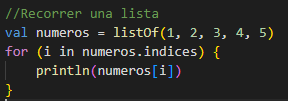 //Recorrer una lista
val numeros = listOf(1, 2, 3, 4, 5)
for (i in numeros.indices) {
    println(numeros[i])
}